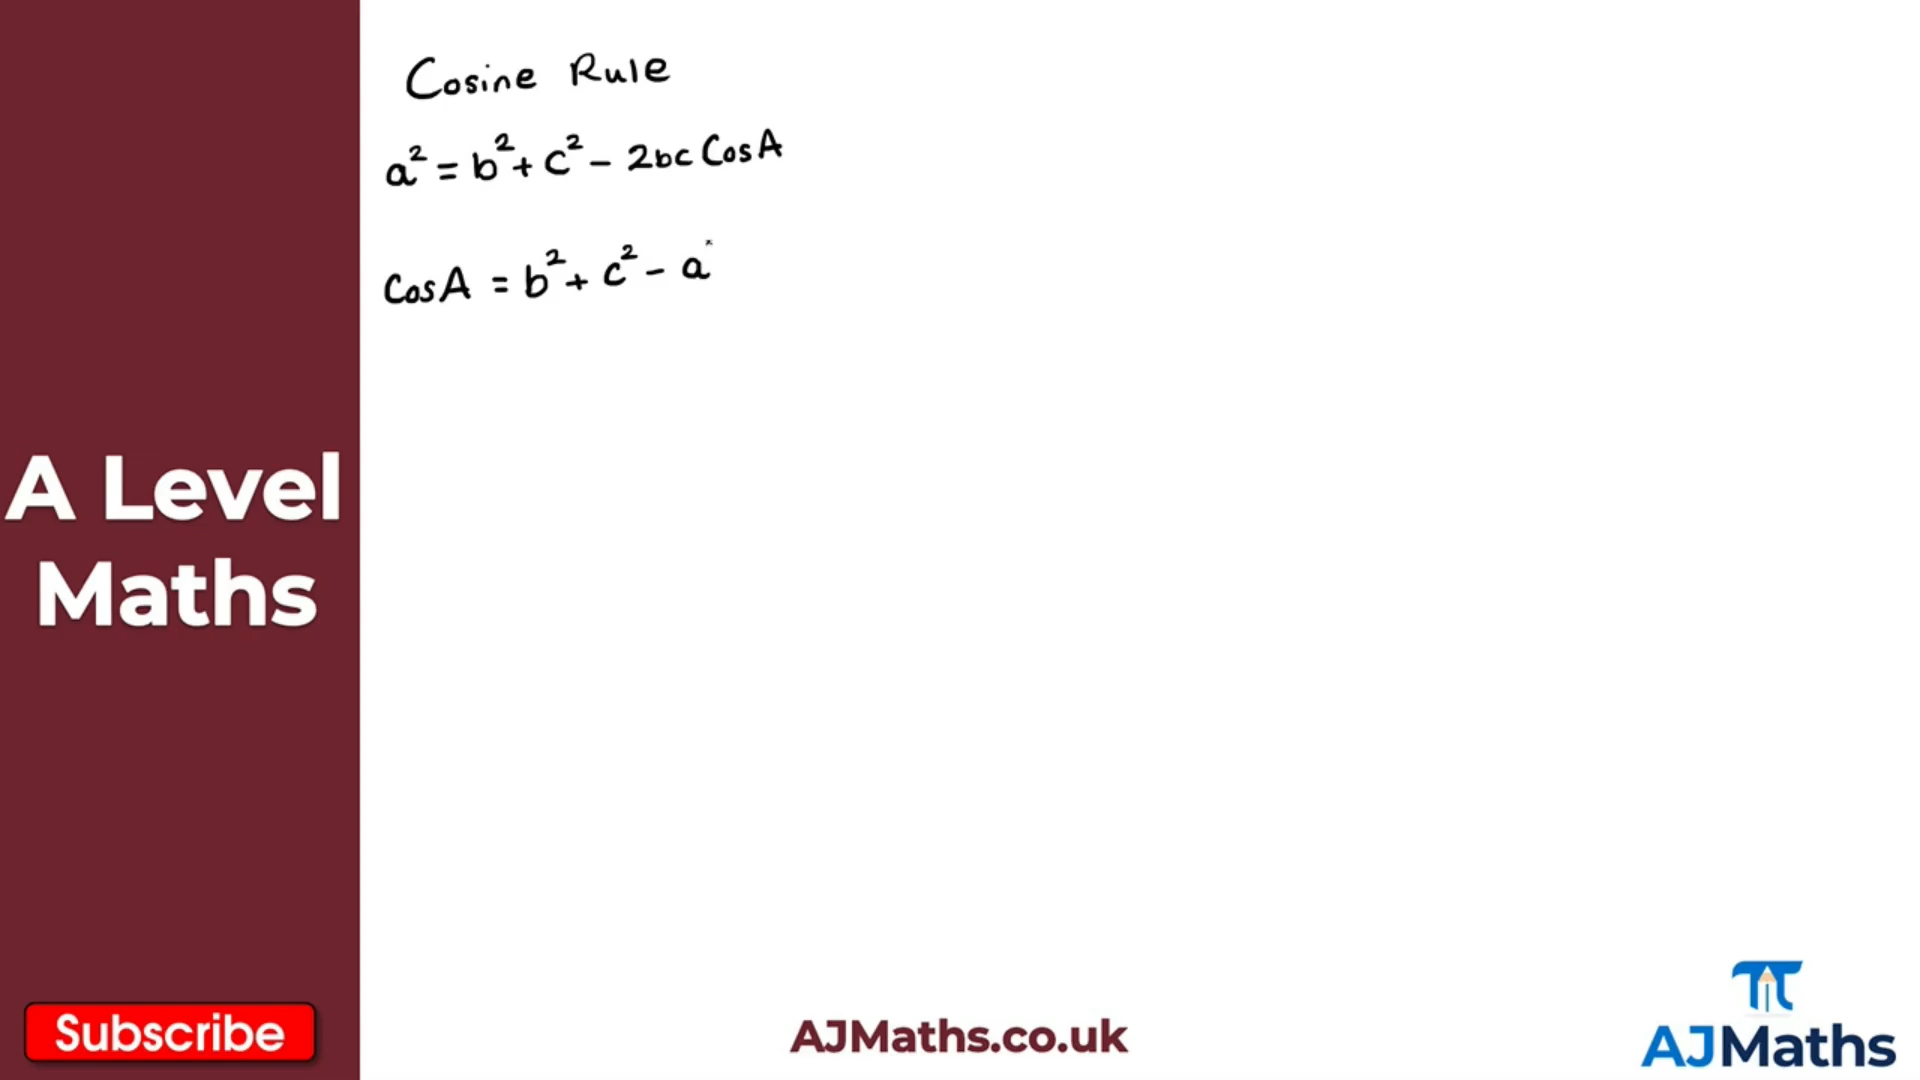 Cosine Rule
a² = b² + c² - 2bc CosA
CosA = b² + c² - a
A Level
Maths
Subscribe
AJMaths.co.uk
AJMaths